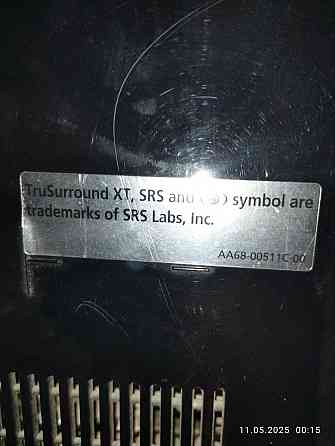 TruSurround XT, SRS and (●) symbol are
trademarks of SRS Labs, Inc.
AA68-00511C-00
11.05.2025 00:15